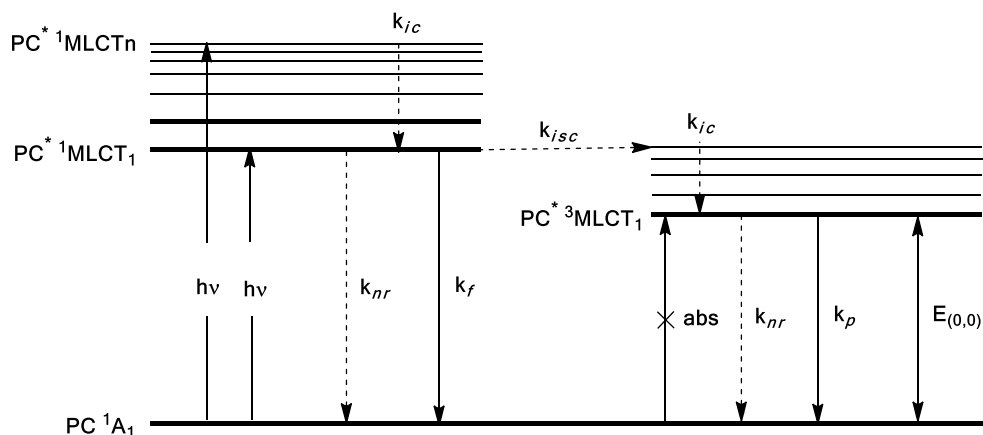 PC* ¹MLCTn
k_ic
PC* ¹MLCT₁
k_isc
k_ic
PC* ³MLCT₁
hν
hν
k_nr
k_f
abs
k_nr
k_p
E_(0,0)
PC ¹A₁